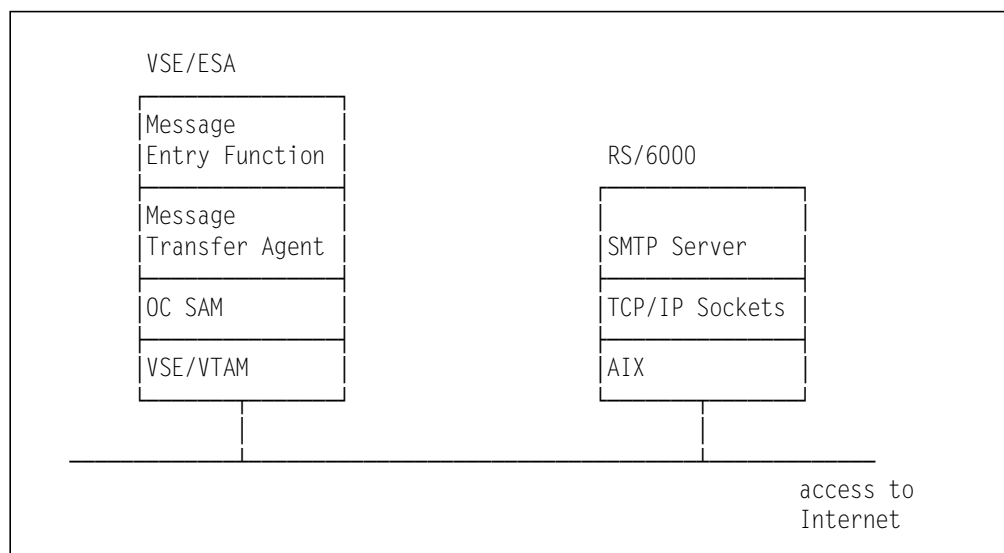 VSE/ESA
Message
Entry Function
Message
Transfer Agent
OC SAM
VSE/VTAM
RS/6000
SMTP Server
TCP/IP Sockets
AIX
access to
Internet